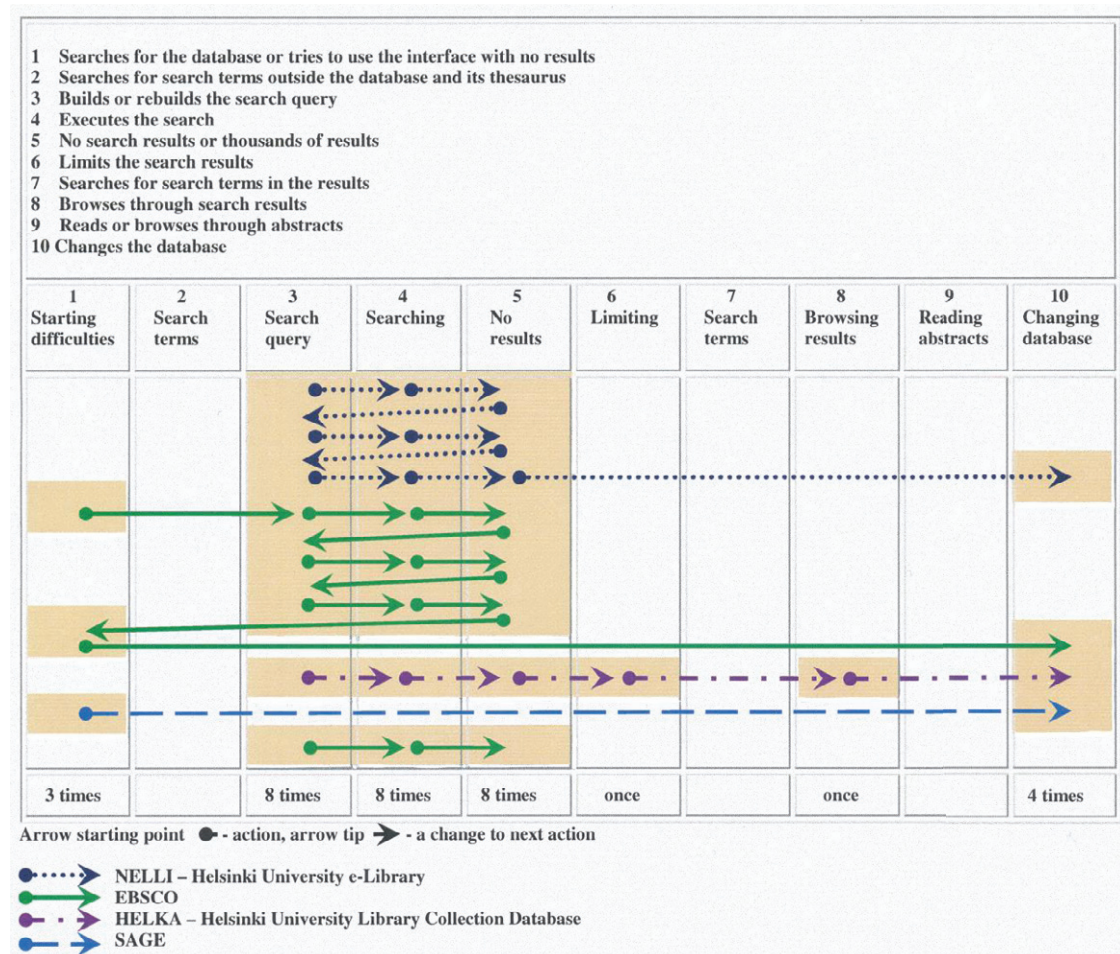 1 Searches for the database or tries to use the interface with no results
2 Searches for search terms outside the database and its thesaurus
3 Builds or rebuilds the search query
4 Executes the search
5 No search results or thousands of results
6 Limits the search results
7 Searches for search terms in the results
8 Browses through search results
9 Reads or browses through abstracts
10 Changes the database
1 2 3 4 5 6 7 8 9 10
Starting Search Search Searching No Limiting Search Browsing Reading Changing
difficulties terms query results terms results abstracts database
3 times 8 times 8 times 8 times once once 4 times
Arrow starting point - action, arrow tip - a change to next action
NELLI – Helsinki University e-Library
EBSCO
HELKA – Helsinki University Library Collection Database
SAGE